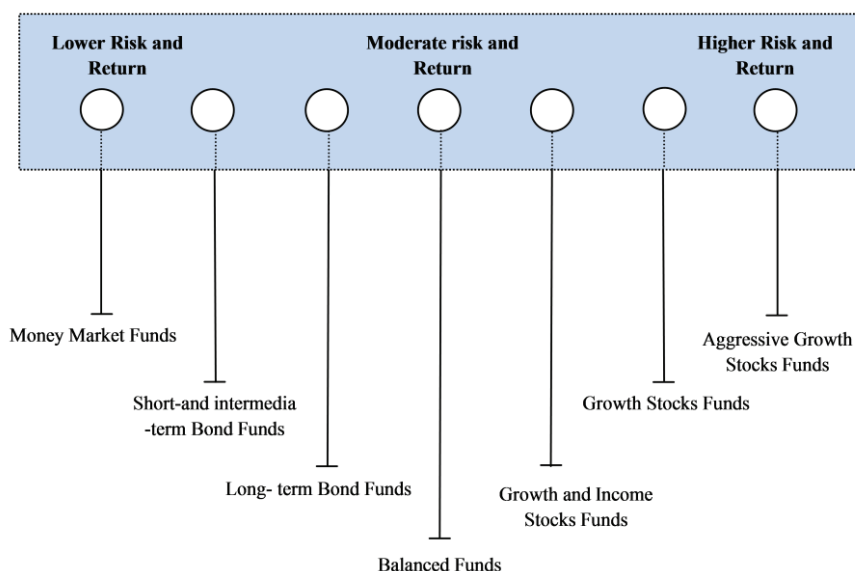 Lower Risk and
Return
Moderate risk and
Return
Higher Risk and
Return
Money Market Funds
Short-and intermedia
-term Bond Funds
Long- term Bond Funds
Balanced Funds
Growth and Income
Stocks Funds
Growth Stocks Funds
Aggressive Growth
Stocks Funds